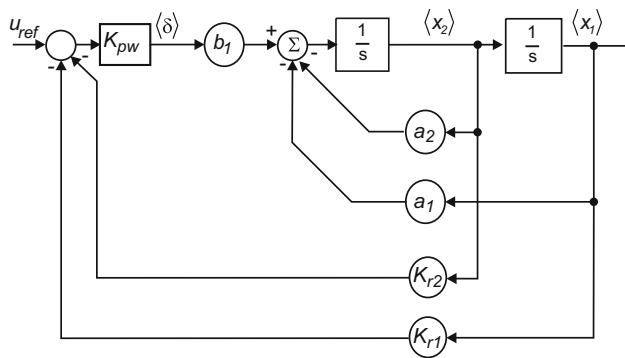 u_ref K_pw ⟨δ⟩ b_1 + Σ - 1/s ⟨x_2⟩ 1/s ⟨x_1⟩
- - - -
a_2
a_1
K_r2
K_r1